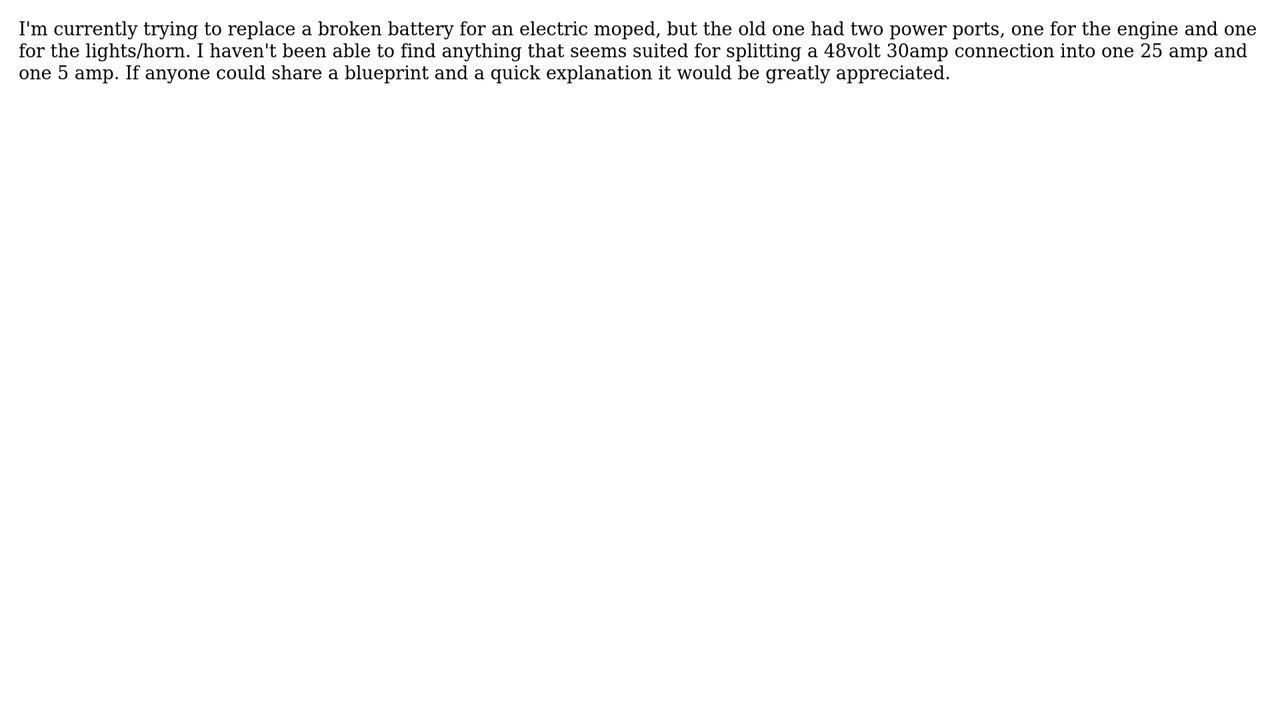 I'm currently trying to replace a broken battery for an electric moped, but the old one had two power ports, one for the engine and one
for the lights/horn. I haven't been able to find anything that seems suited for splitting a 48volt 30amp connection into one 25 amp and
one 5 amp. If anyone could share a blueprint and a quick explanation it would be greatly appreciated.